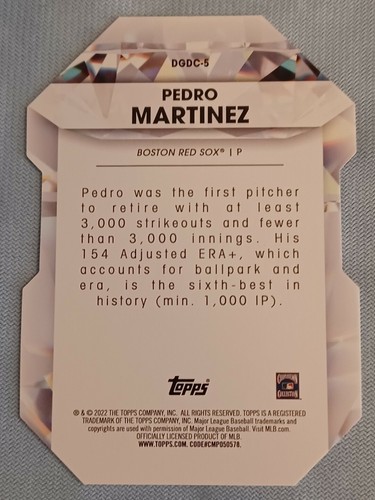 DGDC-5
PEDRO
MARTINEZ
BOSTON RED SOX® | P
Pedro was the first pitcher
to retire with at least
3,000 strikeouts and fewer
than 3,000 innings. His
154 Adjusted ERA+, which
accounts for ballpark and
era, is the sixth-best in
history (min. 1,000 IP).
Topps
® & © 2022 THE TOPPS COMPANY, INC. ALL RIGHTS RESERVED. TOPPS IS A REGISTERED
TRADEMARK OF THE TOPPS COMPANY, INC. Major League Baseball trademarks and
copyrights are used with permission of Major League Baseball. Visit MLB.com.
OFFICIALLY LICENSED PRODUCT OF MLB.
WWW.TOPPS.COM. CODE#CMP050578.